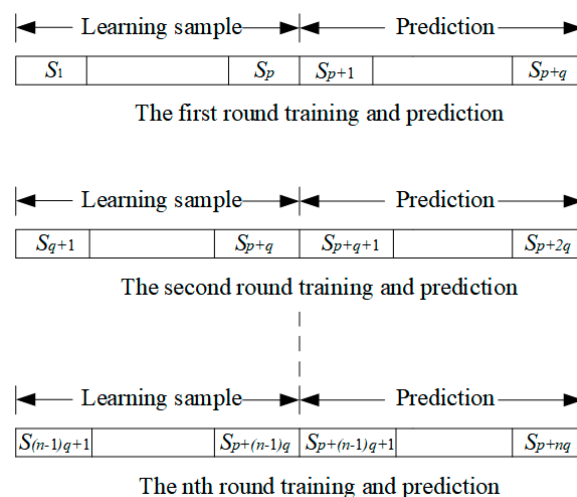 Learning sample Prediction
S1 Sp Sp+1 Sp+q
The first round training and prediction
Learning sample Prediction
Sq+1 Sp+q Sp+q+1 Sp+2q
The second round training and prediction
Learning sample Prediction
S(n-1)q+1 Sp+(n-1)q Sp+(n-1)q+1 Sp+nq
The nth round training and prediction